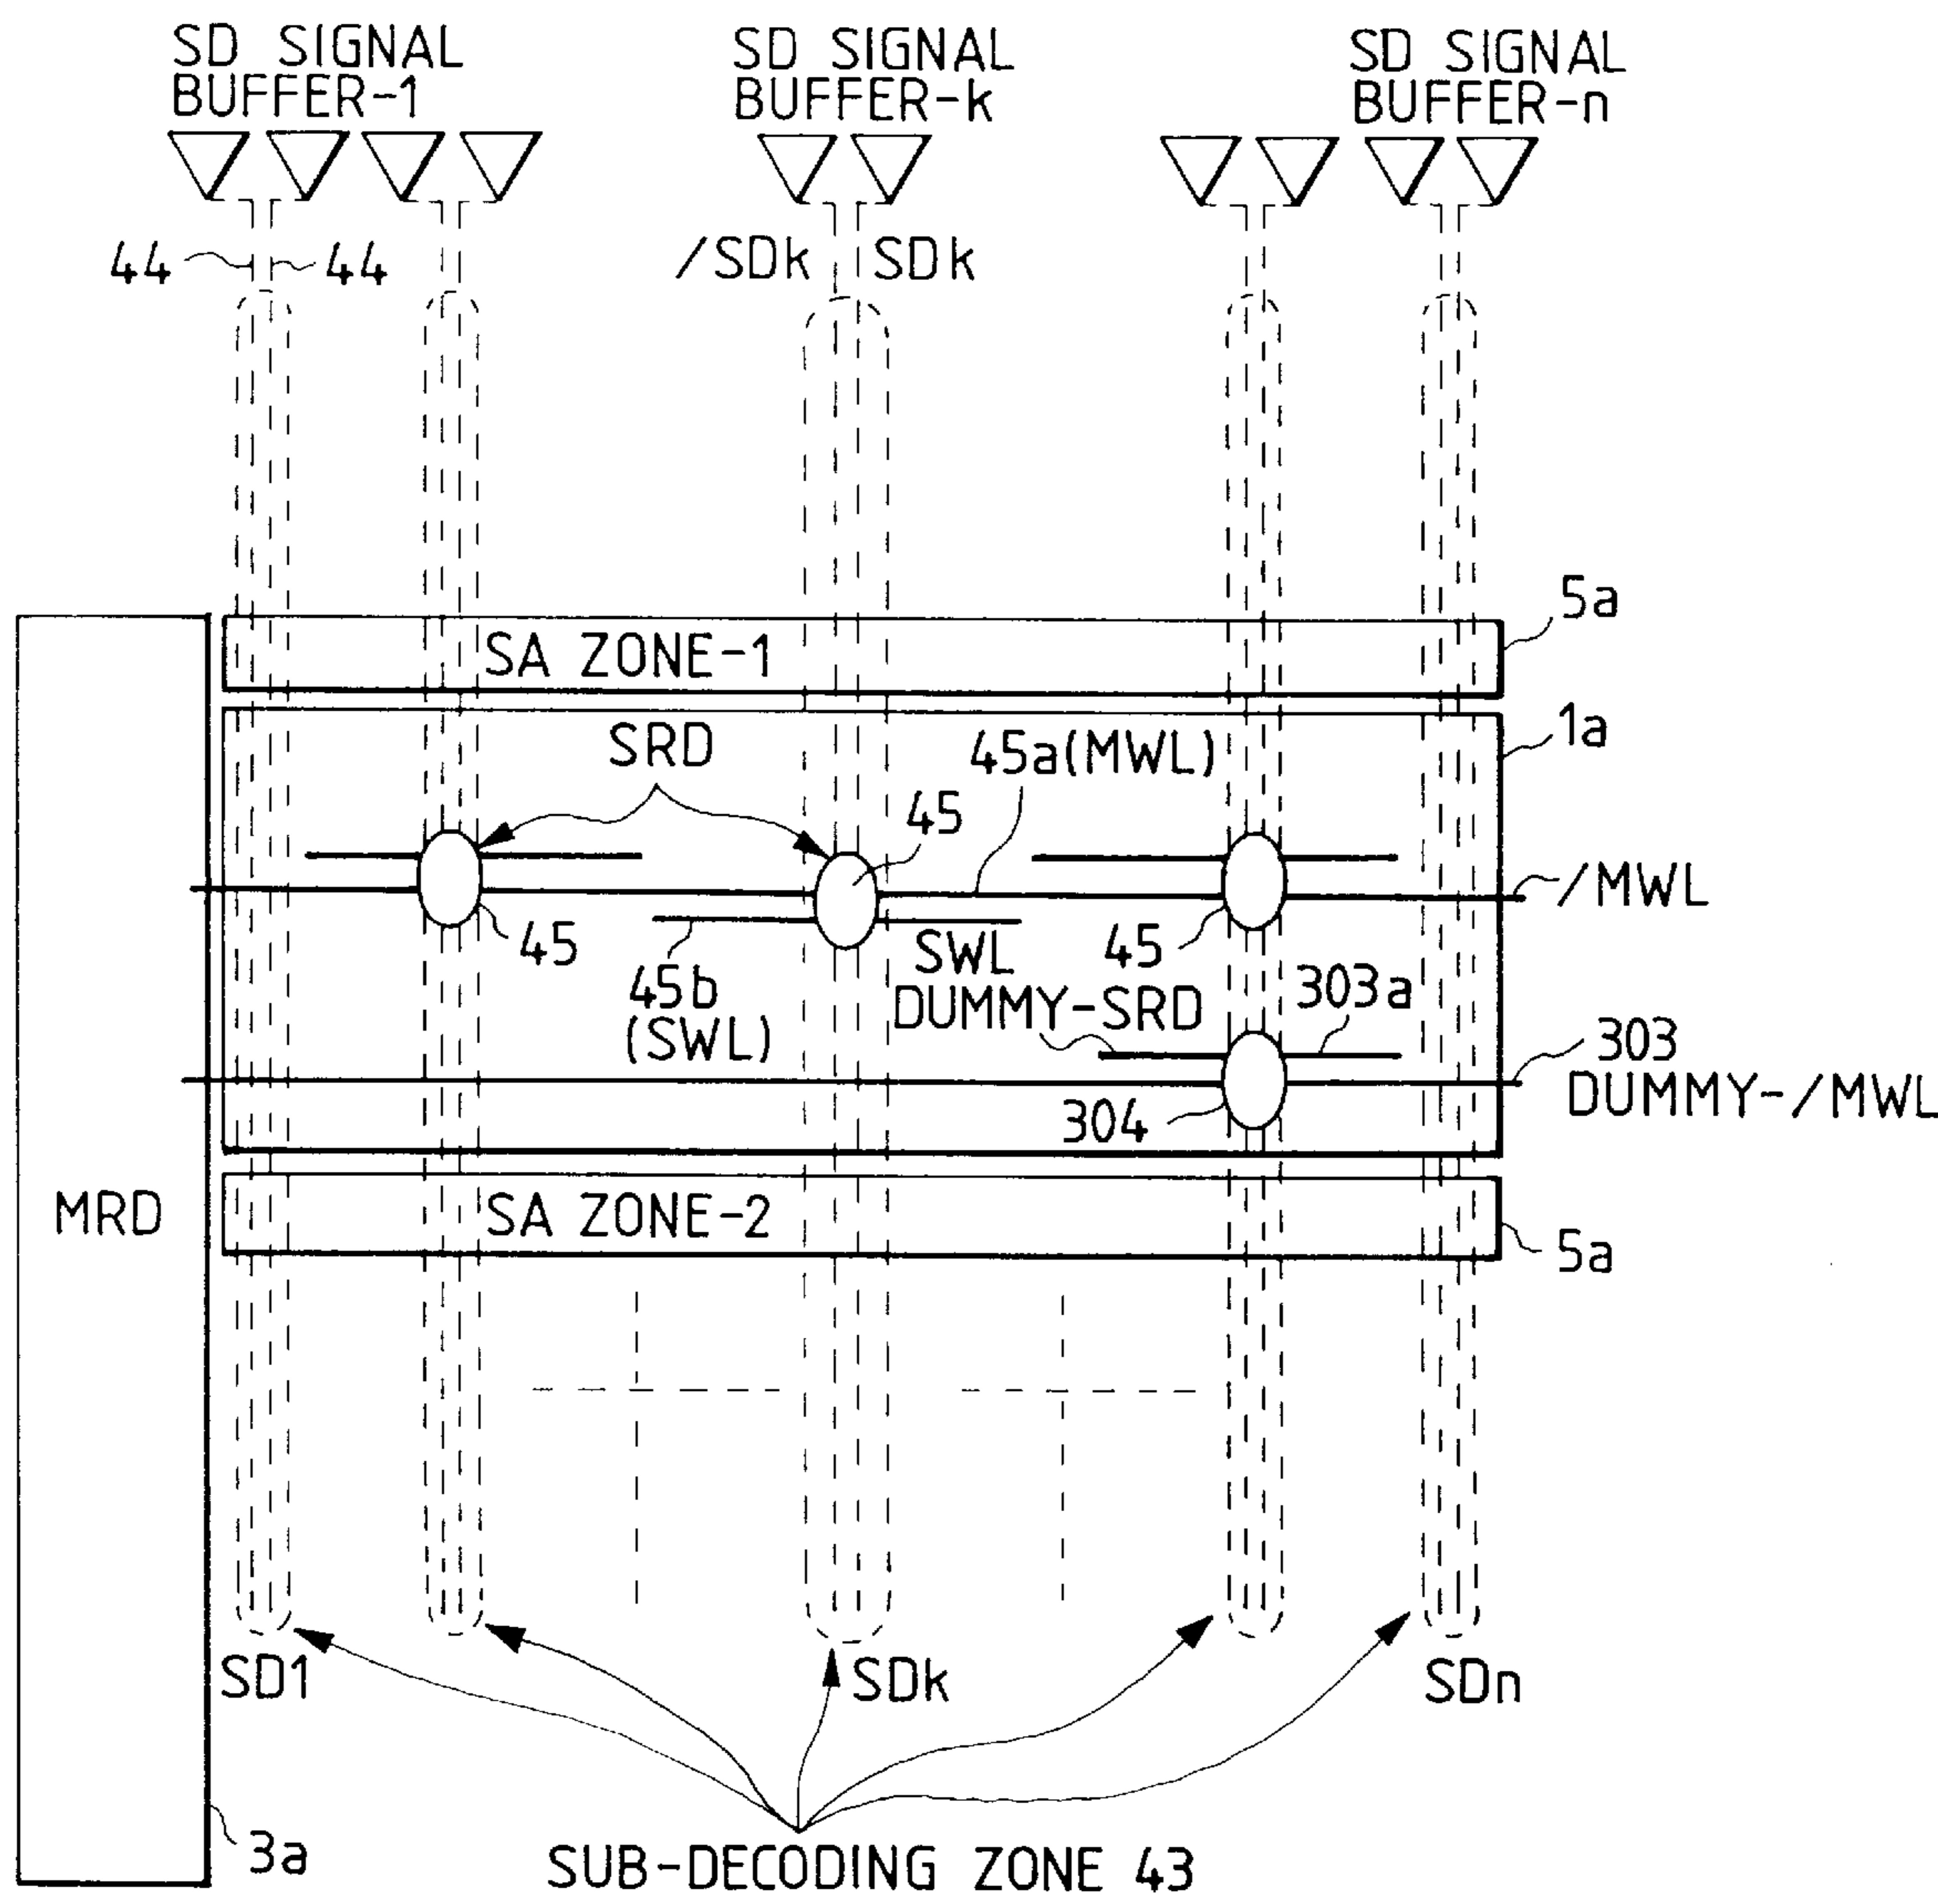 SD SIGNAL
BUFFER-1
SD SIGNAL
BUFFER-k
SD SIGNAL
BUFFER-n
44
44
/SDk
SDk
5a
SA ZONE-1
1a
SRD
45a(MWL)
45
/MWL
45
45
45b
(SWL)
SWL
DUMMY-SRD
303a
303
DUMMY-/MWL
304
MRD
SA ZONE-2
5a
SD1
SDk
SDn
3a
SUB-DECODING ZONE 43